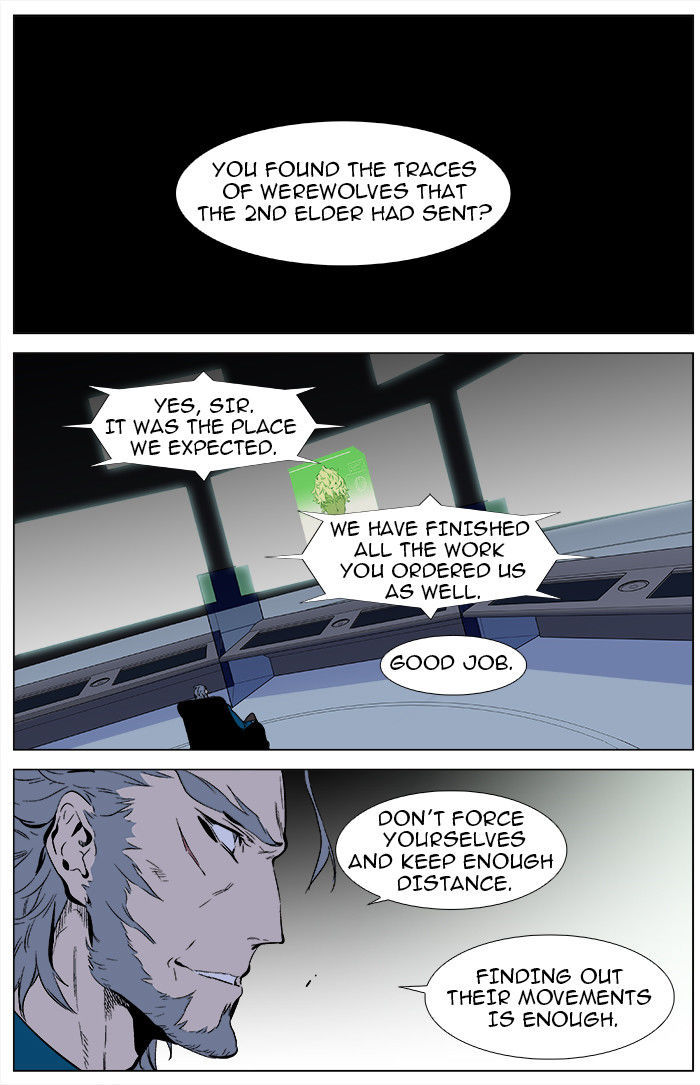 YOU FOUND THE TRACES
OF WEREWOLVES THAT
THE 2ND ELDER HAD SENT?
YES, SIR.
IT WAS THE PLACE
WE EXPECTED.
WE HAVE FINISHED
ALL THE WORK
YOU ORDERED US
AS WELL.
GOOD JOB.
DON'T FORCE
YOURSELVES
AND KEEP ENOUGH
DISTANCE.
FINDING OUT
THEIR MOVEMENTS
IS ENOUGH.